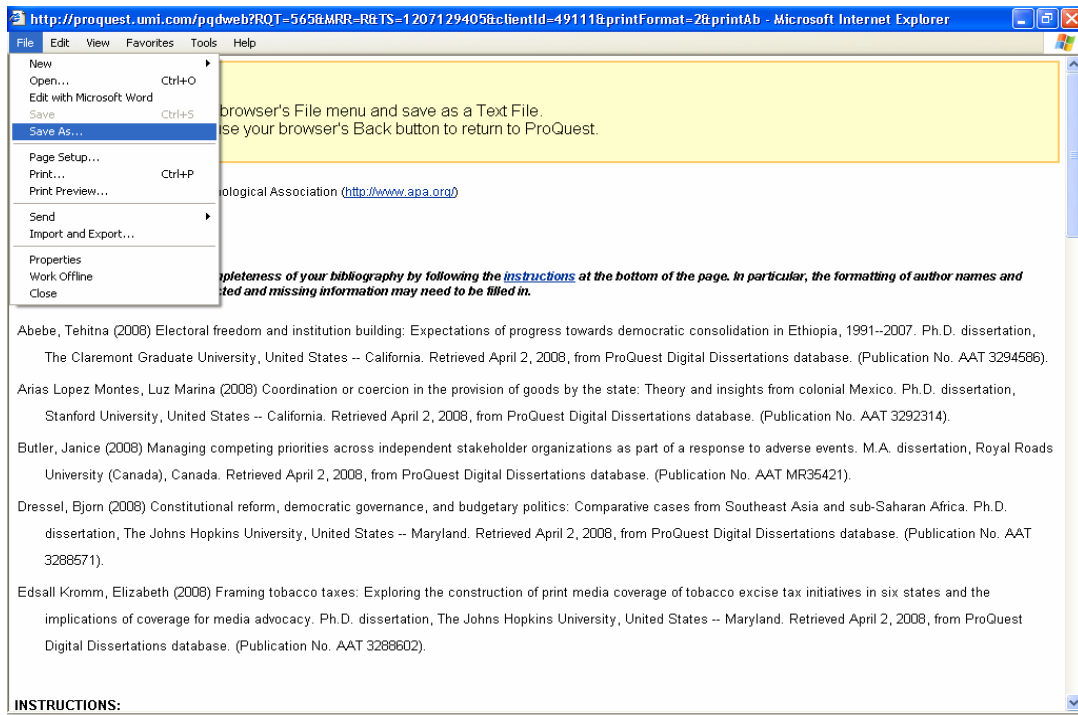 http://proquest.umi.com/pqdweb?RQT=565&MRR=R&TS=1207129405&clientId=49111&printFormat=2&printAb - Microsoft Internet Explorer
File Edit View Favorites Tools Help
New
Open... Ctrl+O
Edit with Microsoft Word
Save Ctrl+S
Save As...
Page Setup...
Print... Ctrl+P
Print Preview...
Send
Import and Export...
Properties
Work Offline
Close
browser's File menu and save as a Text File.
se your browser's Back button to return to ProQuest.
ological Association (http://www.apa.org/)
pleteness of your bibliography by following the instructions at the bottom of the page. In particular, the formatting of author names and
cted and missing information may need to be filled in.
Abebe, Tehitna (2008) Electoral freedom and institution building: Expectations of progress towards democratic consolidation in Ethiopia, 1991--2007. Ph.D. dissertation,
The Claremont Graduate University, United States -- California. Retrieved April 2, 2008, from ProQuest Digital Dissertations database. (Publication No. AAT 3294586).
Arias Lopez Montes, Luz Marina (2008) Coordination or coercion in the provision of goods by the state: Theory and insights from colonial Mexico. Ph.D. dissertation,
Stanford University, United States -- California. Retrieved April 2, 2008, from ProQuest Digital Dissertations database. (Publication No. AAT 3292314).
Butler, Janice (2008) Managing competing priorities across independent stakeholder organizations as part of a response to adverse events. M.A. dissertation, Royal Roads
University (Canada), Canada. Retrieved April 2, 2008, from ProQuest Digital Dissertations database. (Publication No. AAT MR35421).
Dressel, Bjorn (2008) Constitutional reform, democratic governance, and budgetary politics: Comparative cases from Southeast Asia and sub-Saharan Africa. Ph.D.
dissertation, The Johns Hopkins University, United States -- Maryland. Retrieved April 2, 2008, from ProQuest Digital Dissertations database. (Publication No. AAT
3288571).
Edsall Kromm, Elizabeth (2008) Framing tobacco taxes: Exploring the construction of print media coverage of tobacco excise tax initiatives in six states and the
implications of coverage for media advocacy. Ph.D. dissertation, The Johns Hopkins University, United States -- Maryland. Retrieved April 2, 2008, from ProQuest
Digital Dissertations database. (Publication No. AAT 3288602).
INSTRUCTIONS: